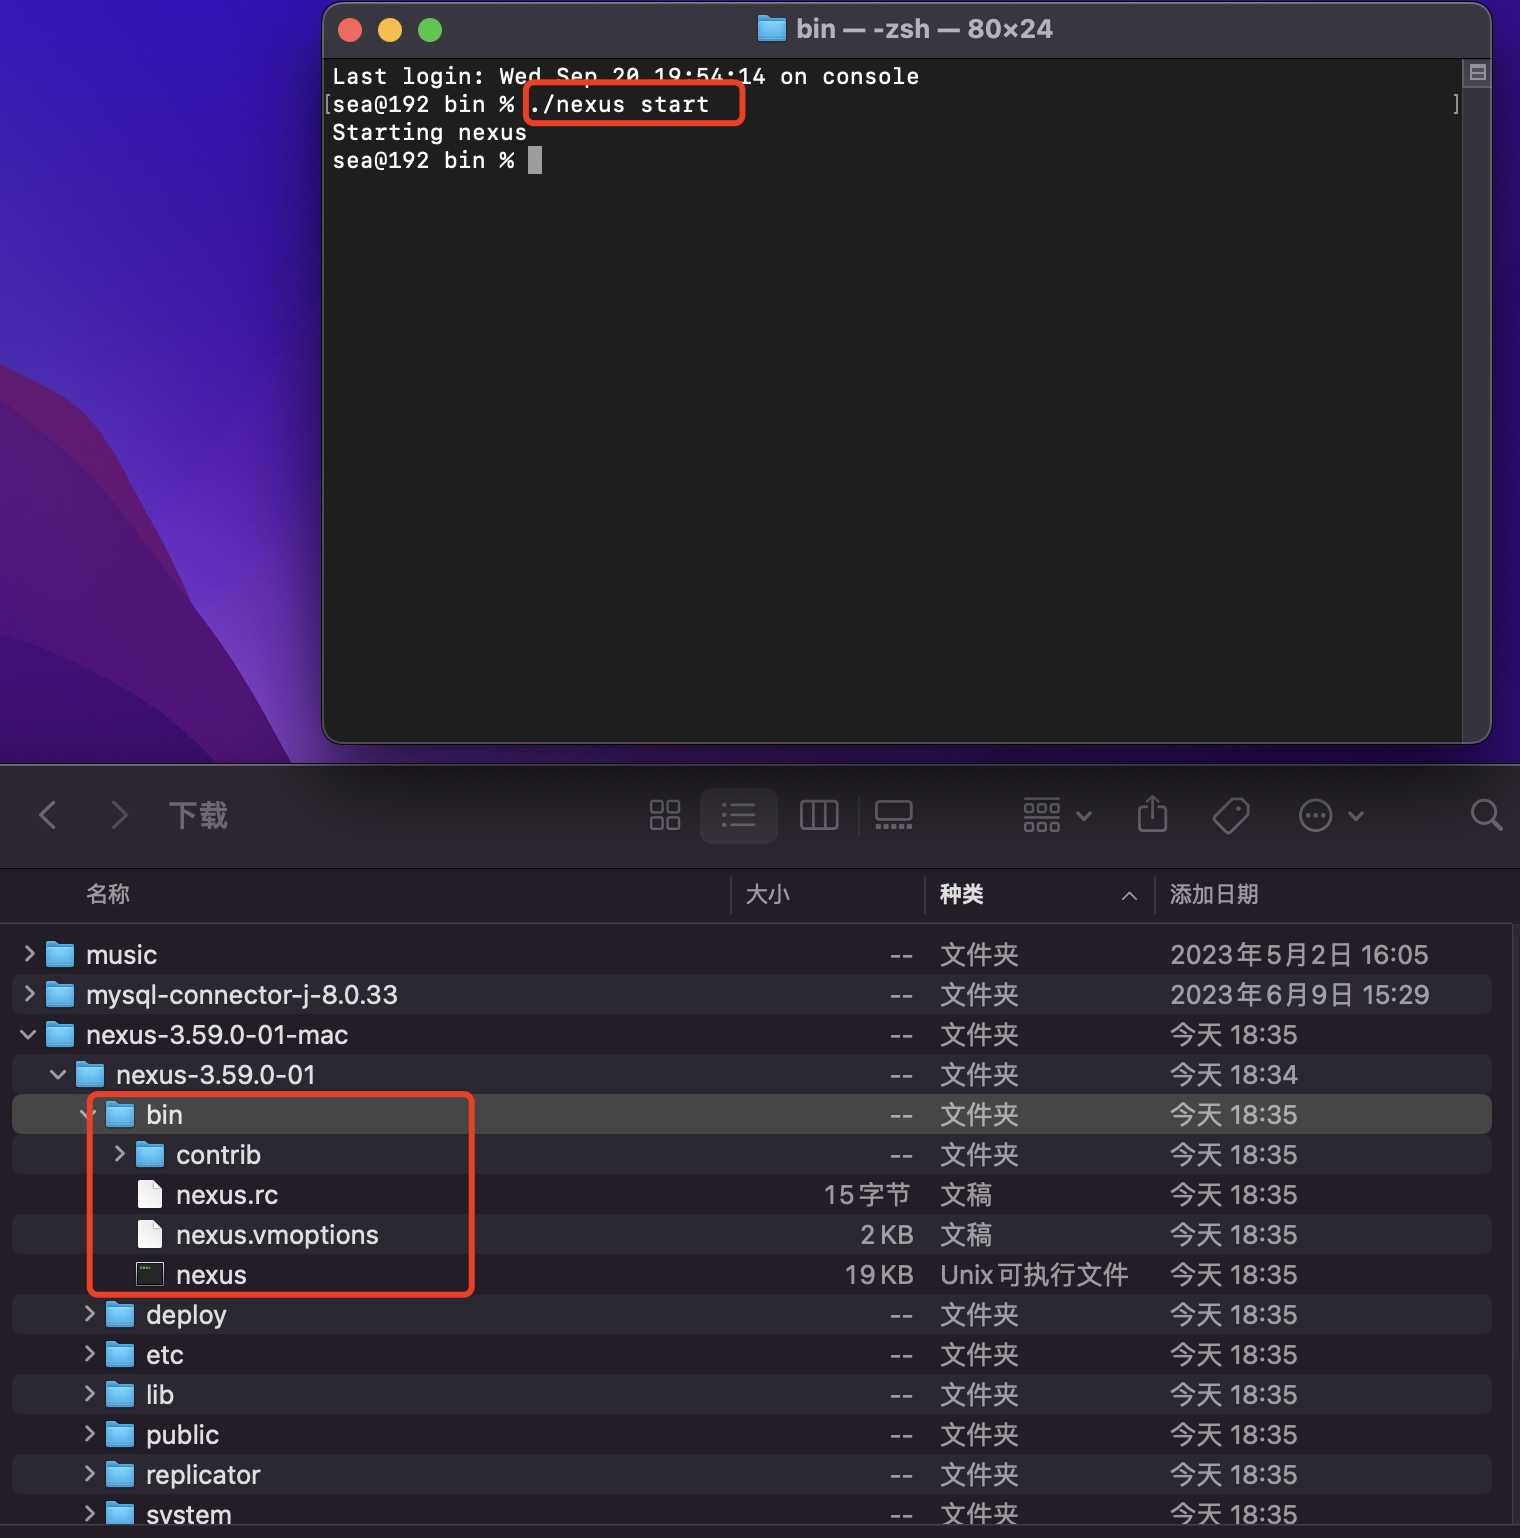 bin — -zsh — 80×24
Last login: Wed Sep 20 19:54:14 on console
[sea@192 bin % ./nexus start ]
Starting nexus
sea@192 bin %
下载
名称 大小 种类 添加日期
music -- 文件夹 2023年5月2日 16:05
mysql-connector-j-8.0.33 -- 文件夹 2023年6月9日 15:29
nexus-3.59.0-01-mac -- 文件夹 今天 18:35
nexus-3.59.0-01 -- 文件夹 今天 18:34
bin -- 文件夹 今天 18:35
contrib -- 文件夹 今天 18:35
nexus.rc 15字节 文稿 今天 18:35
nexus.vmoptions 2 KB 文稿 今天 18:35
nexus 19 KB Unix可执行文件 今天 18:35
deploy -- 文件夹 今天 18:35
etc -- 文件夹 今天 18:35
lib -- 文件夹 今天 18:35
public -- 文件夹 今天 18:35
replicator -- 文件夹 今天 18:35
system -- 文件夹 今天 18:35